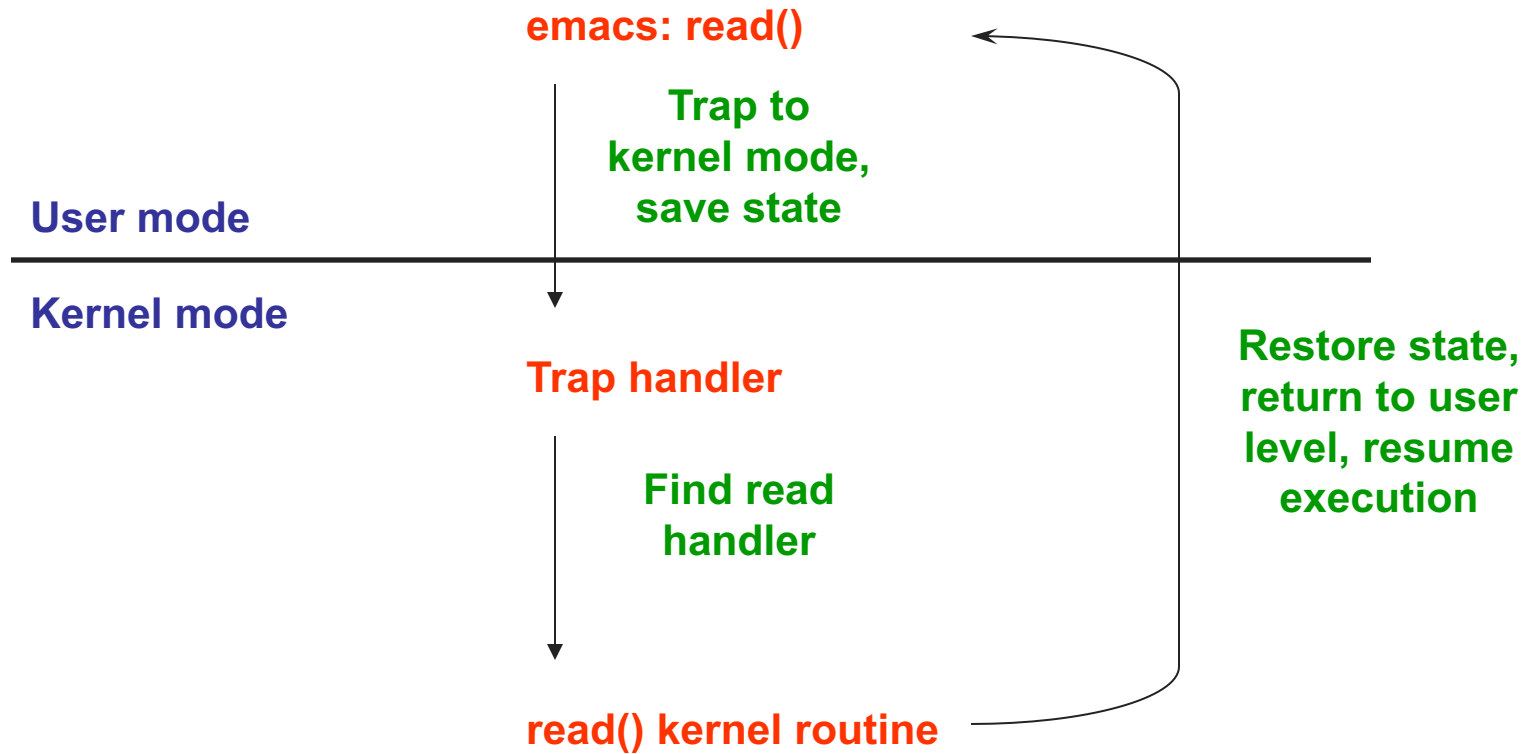 emacs: read()
Trap to
kernel mode,
save state
User mode
Kernel mode
Trap handler
Restore state,
return to user
level, resume
execution
Find read
handler
read() kernel routine